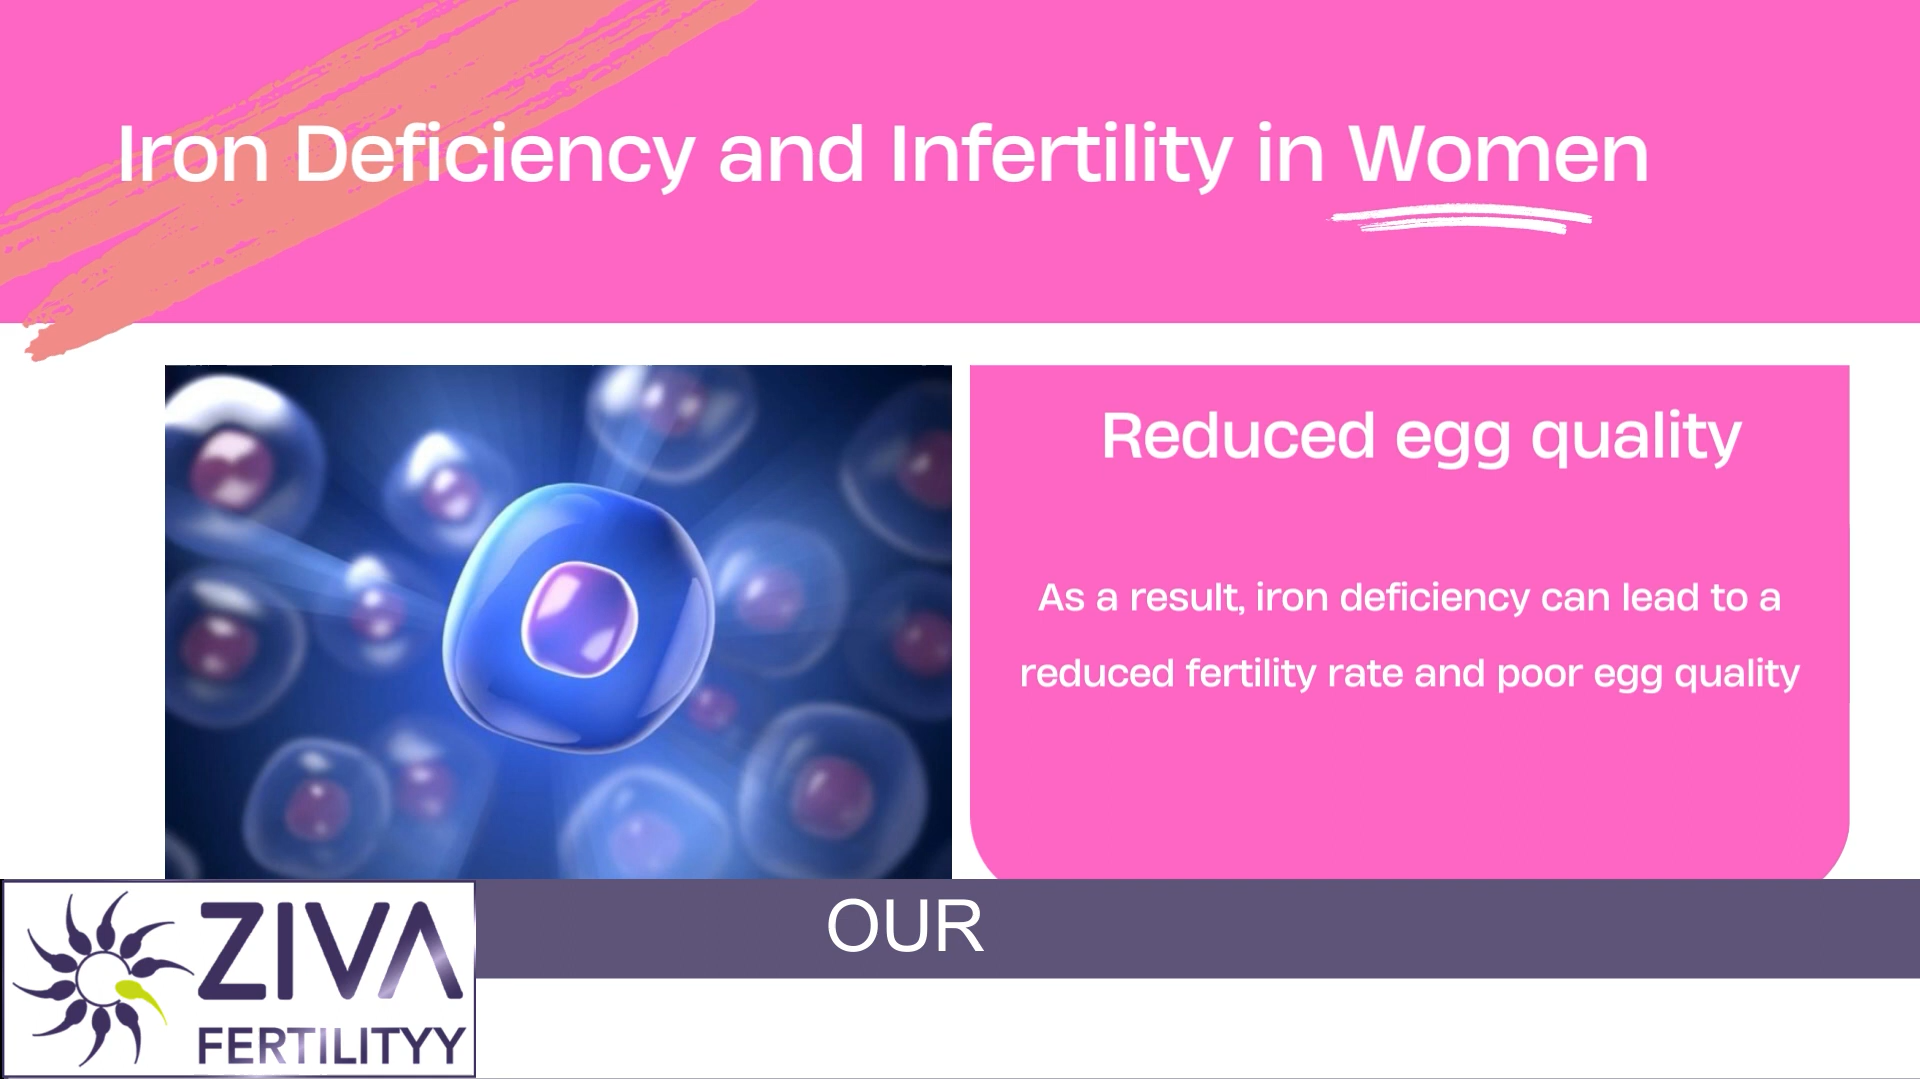 Iron Deficiency and Infertility in Women
Reduced egg quality
As a result, iron deficiency can lead to a
reduced fertility rate and poor egg quality
OUR
ZIVA
FERTILITYY